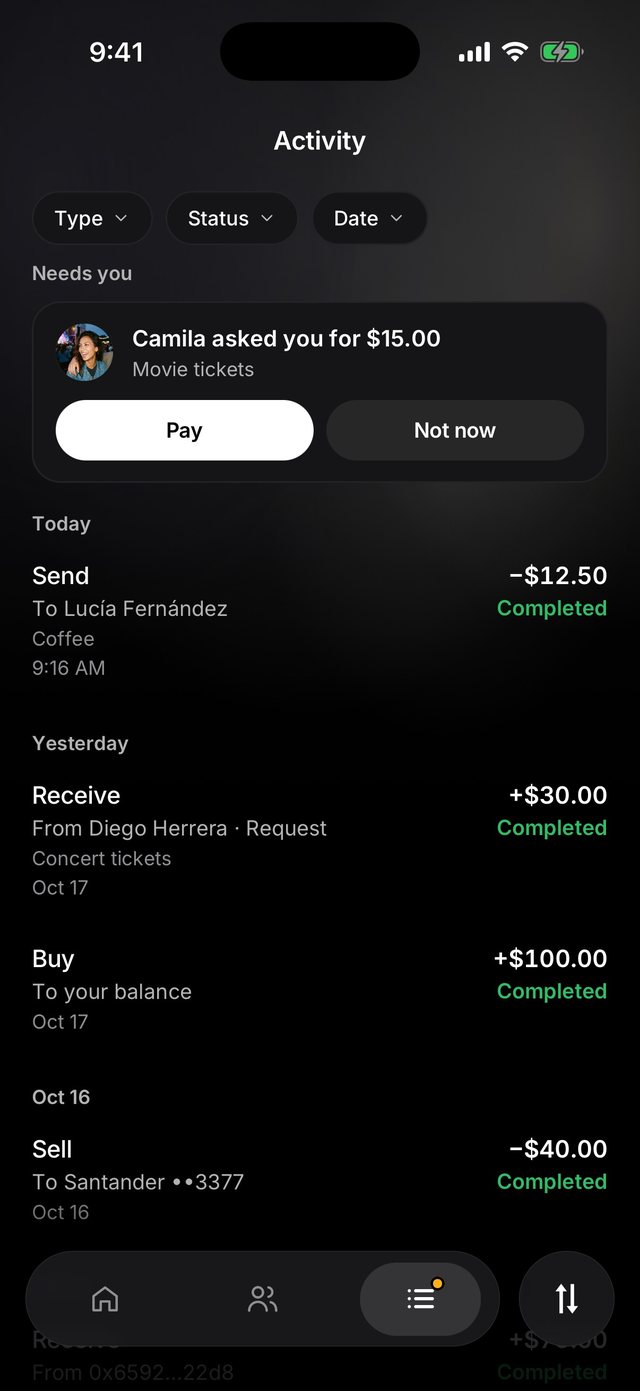 9:41
Activity
Type
Status
Date
Needs you
Camila asked you for $15.00
Movie tickets
Pay
Not now
Today
Send
−$12.50
To Lucía Fernández
Completed
Coffee
9:16 AM
Yesterday
Receive
+$30.00
From Diego Herrera · Request
Completed
Concert tickets
Oct 17
Buy
+$100.00
To your balance
Completed
Oct 17
Oct 16
Sell
−$40.00
To Santander ••3377
Completed
Oct 16
Receive
From 0x6592...22d8
Completed